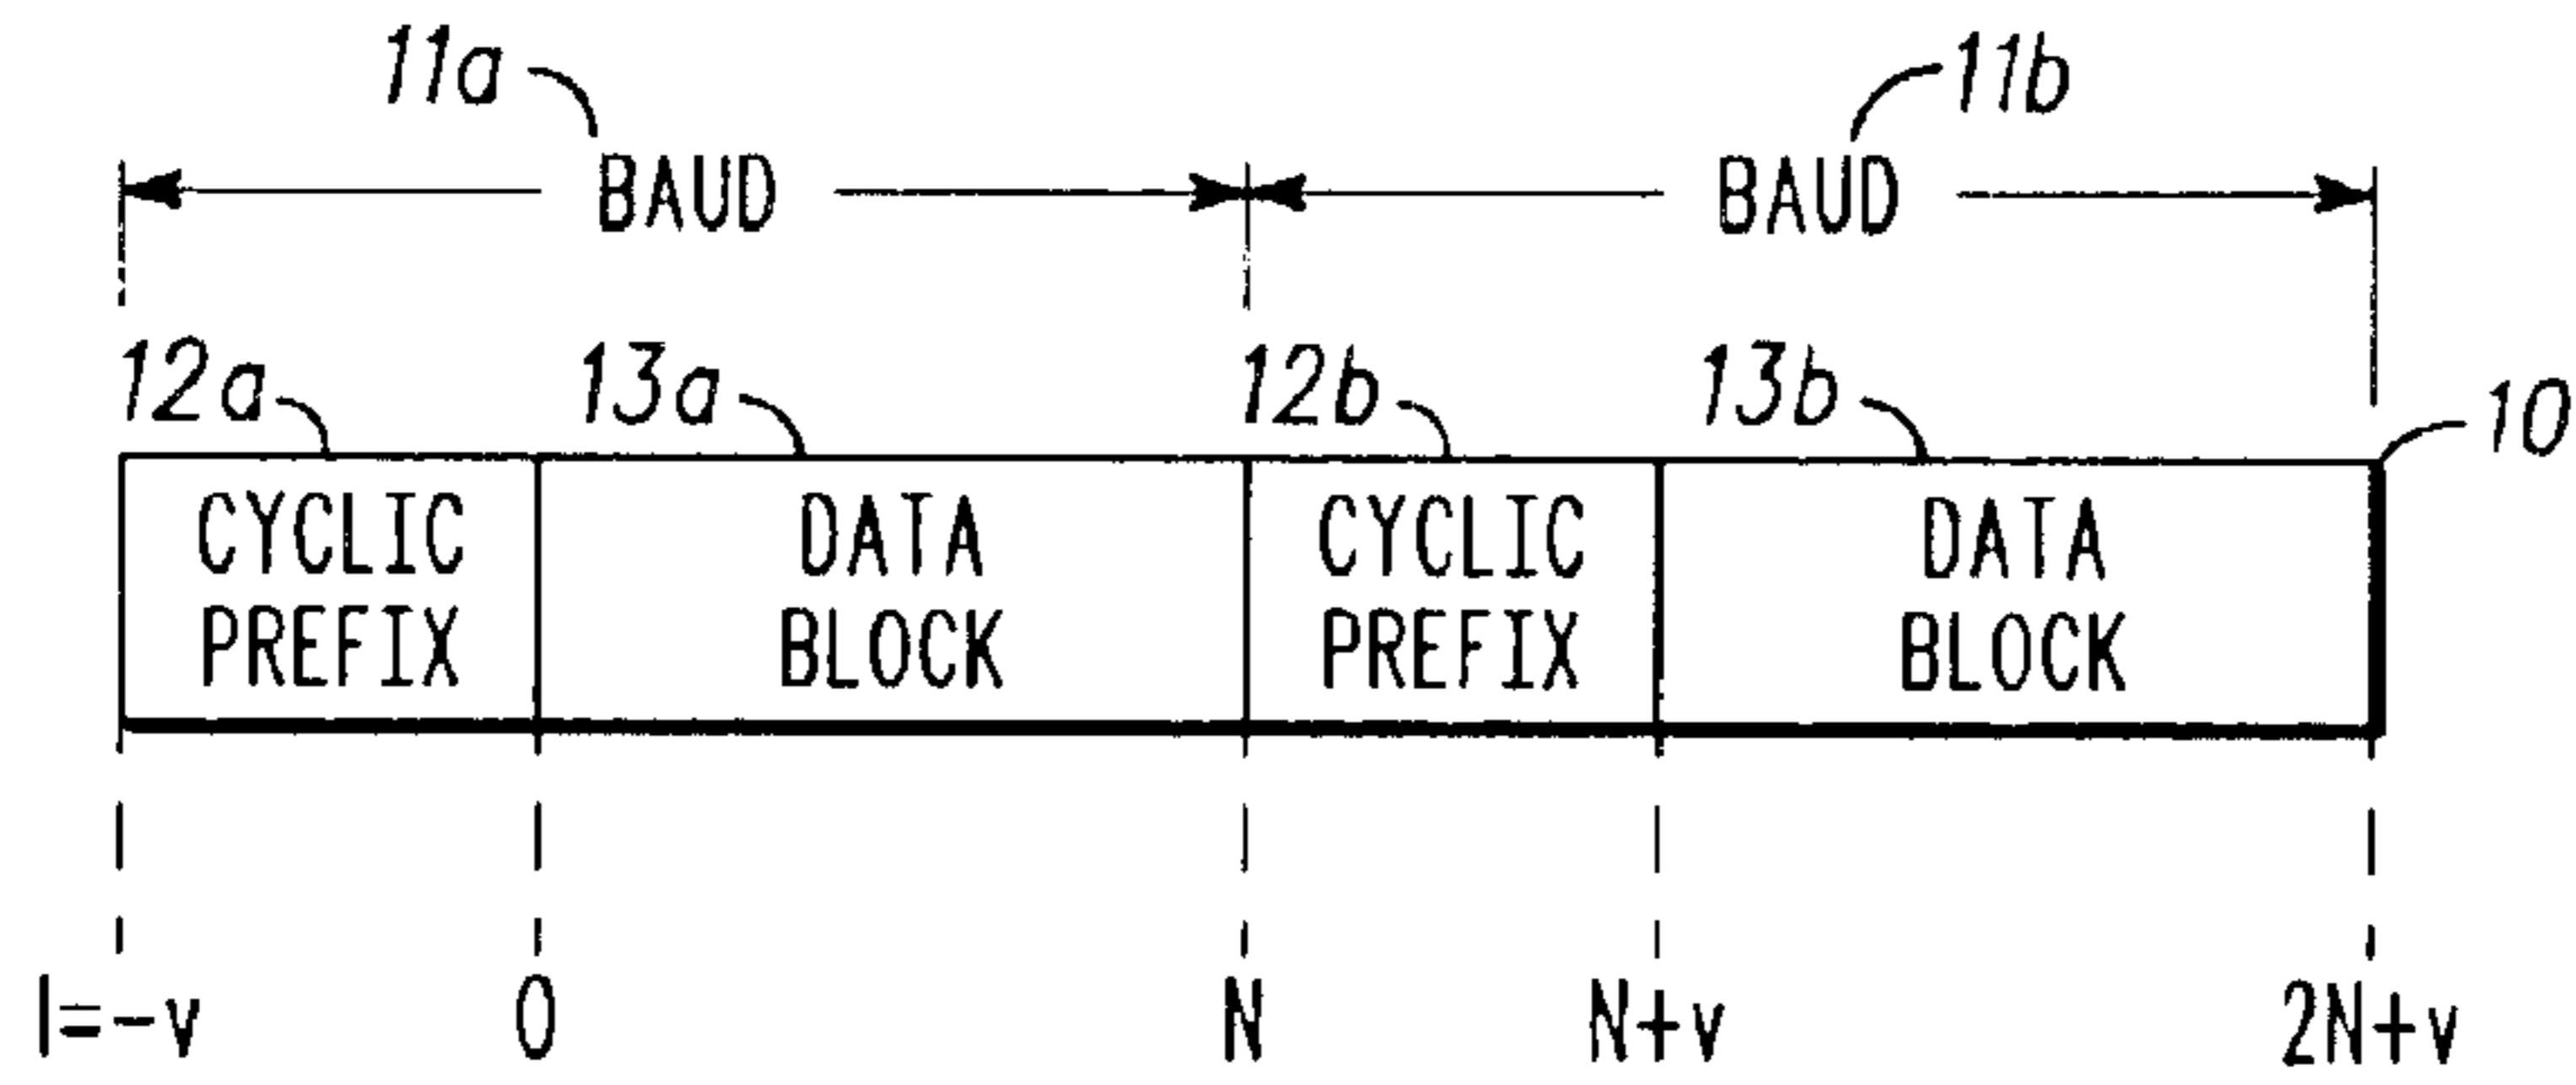 11a 11b
BAUD BAUD
12a 13a 12b 13b 10
CYCLIC PREFIX DATA BLOCK CYCLIC PREFIX DATA BLOCK
l=-v 0 N N+v 2N+v